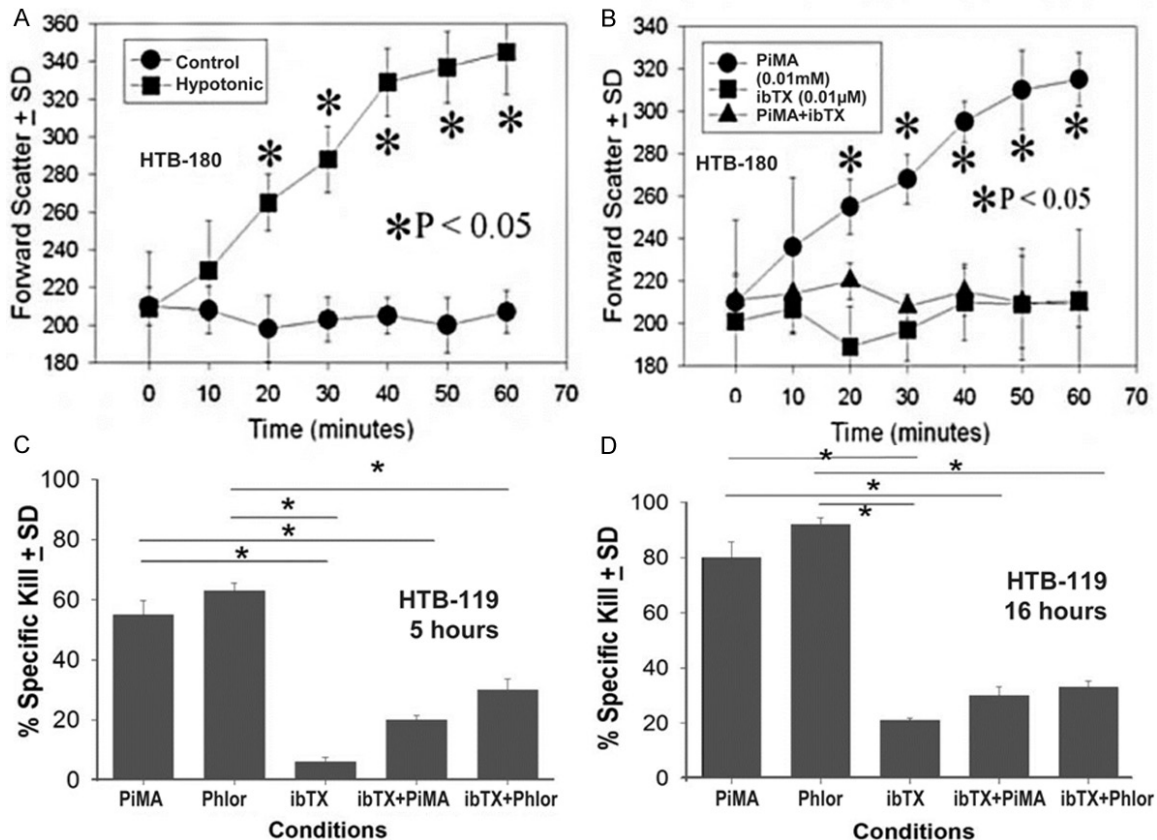 A
Forward Scatter ± SD
360
340
320
300
280
260
240
220
200
180
Control
Hypotonic
HTB-180
*
*
*
*
*
*P < 0.05
0 10 20 30 40 50 60 70
Time (minutes)
B
Forward Scatter ± SD
340
320
300
280
260
240
220
200
180
PiMA
(0.01mM)
ibTX (0.01µM)
PiMA+ibTX
HTB-180
*
*
*
*
*
*P < 0.05
0 10 20 30 40 50 60 70
Time (minutes)
C
% Specific Kill ± SD
100
80
60
40
20
0
*
*
*
*
HTB-119
5 hours
PiMA Phlor ibTX ibTX+PiMA ibTX+Phlor
Conditions
D
% Specific Kill ± SD
100
80
60
40
20
0
*
*
*
*
HTB-119
16 hours
PiMA Phlor ibTX ibTX+PiMA ibTX+Phlor
Conditions